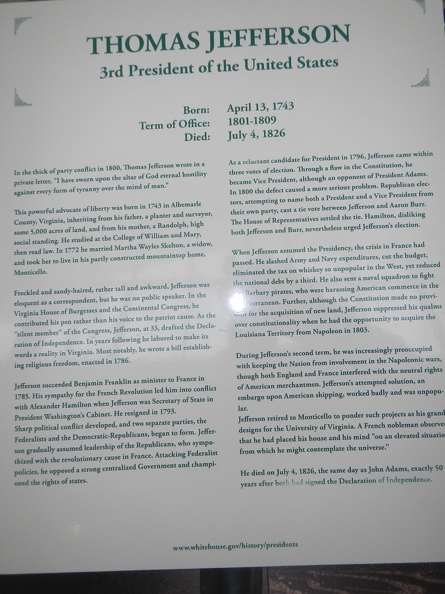 THOMAS JEFFERSON
3rd President of the United States
Born: April 13, 1743
Term of Office: 1801-1809
Died: July 4, 1826
In the thick of party conflict in 1800, Thomas Jefferson wrote in a
private letter, "I have sworn upon the altar of God eternal hostility
against every form of tyranny over the mind of man."
This powerful advocate of liberty was born in 1743 in Albemarle
County, Virginia, inheriting from his father, a planter and surveyor,
some 5,000 acres of land, and from his mother, a Randolph, high
social standing. He studied at the College of William and Mary,
then read law. In 1772 he married Martha Wayles Skelton, a widow,
and took her to live in his partly constructed mountaintop home,
Monticello.
Freckled and sandy-haired, rather tall and awkward, Jefferson was
eloquent as a correspondent, but he was no public speaker. In the
Virginia House of Burgesses and the Continental Congress, he
contributed his pen rather than his voice to the patriot cause. As the
"silent member" of the Congress, Jefferson, at 33, drafted the Decla-
ration of Independence. In years following he labored to make its
words a reality in Virginia. Most notably, he wrote a bill establish-
ing religious freedom, enacted in 1786.
Jefferson succeeded Benjamin Franklin as minister to France in
1785. His sympathy for the French Revolution led him into conflict
with Alexander Hamilton when Jefferson was Secretary of State in
President Washington's Cabinet. He resigned in 1793.
Sharp political conflict developed, and two separate parties, the
Federalists and the Democratic-Republicans, began to form. Jeffer-
son gradually assumed leadership of the Republicans, who sympa-
thized with the revolutionary cause in France. Attacking Federalist
policies, he opposed a strong centralized Government and champi-
oned the rights of states.
As a reluctant candidate for President in 1796, Jefferson came within
three votes of election. Through a flaw in the Constitution, he
became Vice President, although an opponent of President Adams.
In 1800 the defect caused a more serious problem. Republican elec-
tors, attempting to name both a President and a Vice President from
their own party, cast a tie vote between Jefferson and Aaron Burr.
The House of Representatives settled the tie. Hamilton, disliking
both Jefferson and Burr, nevertheless urged Jefferson's election.
When Jefferson assumed the Presidency, the crisis in France had
passed. He slashed Army and Navy expenditures, cut the budget,
eliminated the tax on whiskey so unpopular in the West, yet reduced
the national debt by a third. He also sent a naval squadron to fight
Barbary pirates, who were harassing American commerce in the
rranean. Further, although the Constitution made no provi-
for the acquisition of new land, Jefferson suppressed his qualms
over constitutionality when he had the opportunity to acquire the
Louisiana Territory from Napoleon in 1803.
During Jefferson's second term, he was increasingly preoccupied
with keeping the Nation from involvement in the Napoleonic wars,
though both England and France interfered with the neutral rights
of American merchantmen. Jefferson's attempted solution, an
embargo upon American shipping, worked badly and was unpopu-
lar.
Jefferson retired to Monticello to ponder such projects as his grand
designs for the University of Virginia. A French nobleman observe
that he had placed his house and his mind "on an elevated situatio
from which he might contemplate the universe."
He died on July 4, 1826, the same day as John Adams, exactly 50
years after both had signed the Declaration of Independence.
www.whitehouse.gov/history/presidents